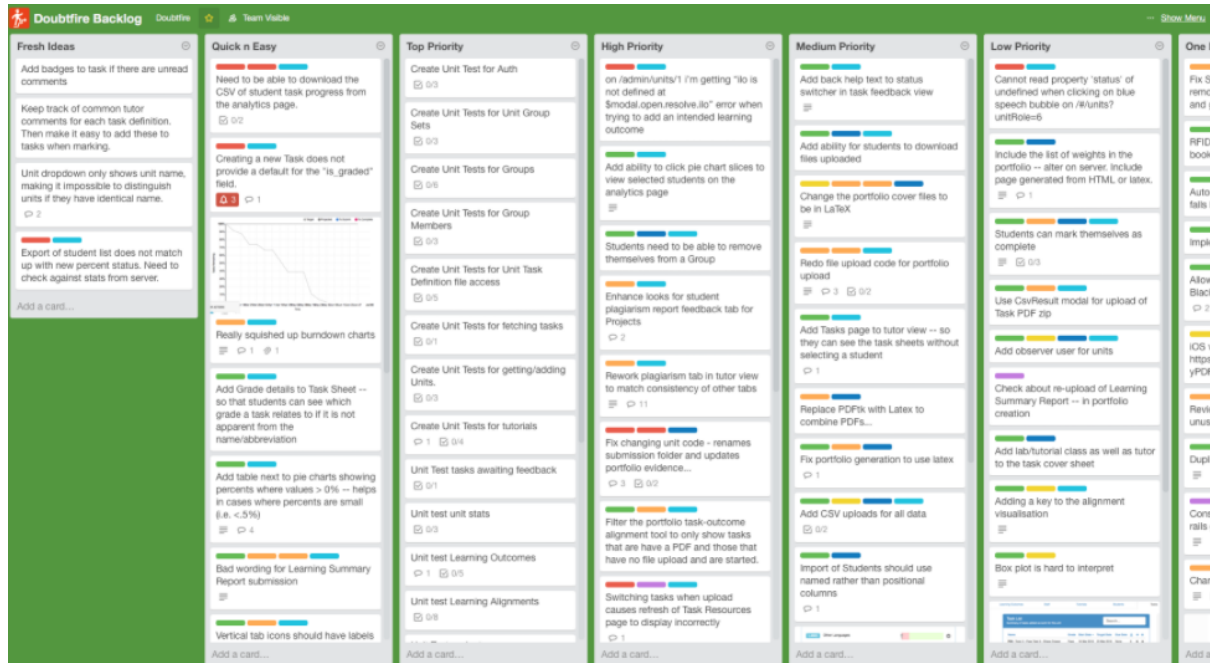 Doubtfire Backlog
Doubtfire
Team Visible
Show Menu
Fresh Ideas
Add badges to task if there are unread
comments
Keep track of common tutor
comments for each task definition.
Then make it easy to add these to
tasks when marking.
Unit dropdown only shows unit name,
making it impossible to distinguish
units if they have identical name.
2
Export of student list does not match
up with new percent status. Need to
check against stats from server.
Add a card...
Quick n Easy
Need to be able to download the
CSV of student task progress from
the analytics page.
0/2
Creating a new Task does not
provide a default for the "is_graded"
field.
3 1
Really squished up burndown charts
1 1
Add Grade details to Task Sheet --
so that students can see which
grade a task relates to if it is not
apparent from the
name/abbreviation
Add table next to pie charts showing
percents where values > 0% -- helps
in cases where percents are small
(i.e. <.5%)
4
Bad wording for Learning Summary
Report submission
Vertical tab icons should have labels
Add a card...
Top Priority
Create Unit Test for Auth
0/3
Create Unit Tests for Unit Group
Sets
0/3
Create Unit Tests for Groups
0/6
Create Unit Tests for Group
Members
0/3
Create Unit Tests for Unit Task
Definition file access
0/5
Create Unit Tests for fetching tasks
0/1
Create Unit Tests for getting/adding
Units.
0/3
Create Unit Tests for tutorials
1 0/4
Unit Test tasks awaiting feedback
0/1
Unit test unit stats
0/3
Unit test Learning Outcomes
1 0/5
Unit test Learning Alignments
0/8
Add a card...
High Priority
on /admin/units/1 i'm getting "ilo is
not defined at
$modal.open.resolve.ilo" error when
trying to add an intended learning
outcome
Add ability to click pie chart slices to
view selected students on the
analytics page
Students need to be able to remove
themselves from a Group
Enhance looks for student
plagiarism report feedback tab for
Projects
2
Rework plagiarism tab in tutor view
to match consistency of other tabs
11
Fix changing unit code - renames
submission folder and updates
portfolio evidence...
3 0/2
Filter the portfolio task-outcome
alignment tool to only show tasks
that are have a PDF and those that
have no file upload and are started.
Switching tasks when upload
causes refresh of Task Resources
page to display incorrectly
1
Add a card...
Medium Priority
Add back help text to status
switcher in task feedback view
Add ability for students to download
files uploaded
Change the portfolio cover files to
be in LaTeX
Redo file upload code for portfolio
upload
3 0/2
Add Tasks page to tutor view -- so
they can see the task sheets without
selecting a student
1
Replace PDFtk with Latex to
combine PDFs...
Fix portfolio generation to use latex
1
Add CSV uploads for all data
0/2
Import of Students should use
named rather than positional
columns
1
Other Languages
Add a card...
Low Priority
Cannot read property 'status' of
undefined when clicking on blue
speech bubble on /#/units?
unitRole=6
Include the list of weights in the
portfolio -- alter on server. Include
page generated from HTML or latex.
1
Students can mark themselves as
complete
0/3
Use CsvResult modal for upload of
Task PDF zip
Add observer user for units
Check about re-upload of Learning
Summary Report -- in portfolio
creation
Add lab/tutorial class as well as tutor
to the task cover sheet
Adding a key to the alignment
visualisation
Box plot is hard to interpret
Add a card...
One
Fix S
remo
and
RFID
book
Auto
fails
Imple
Allow
Blac
2
iOS
https
yPDF
Revie
unus
Dupl
Cons
rails
Char
Add a